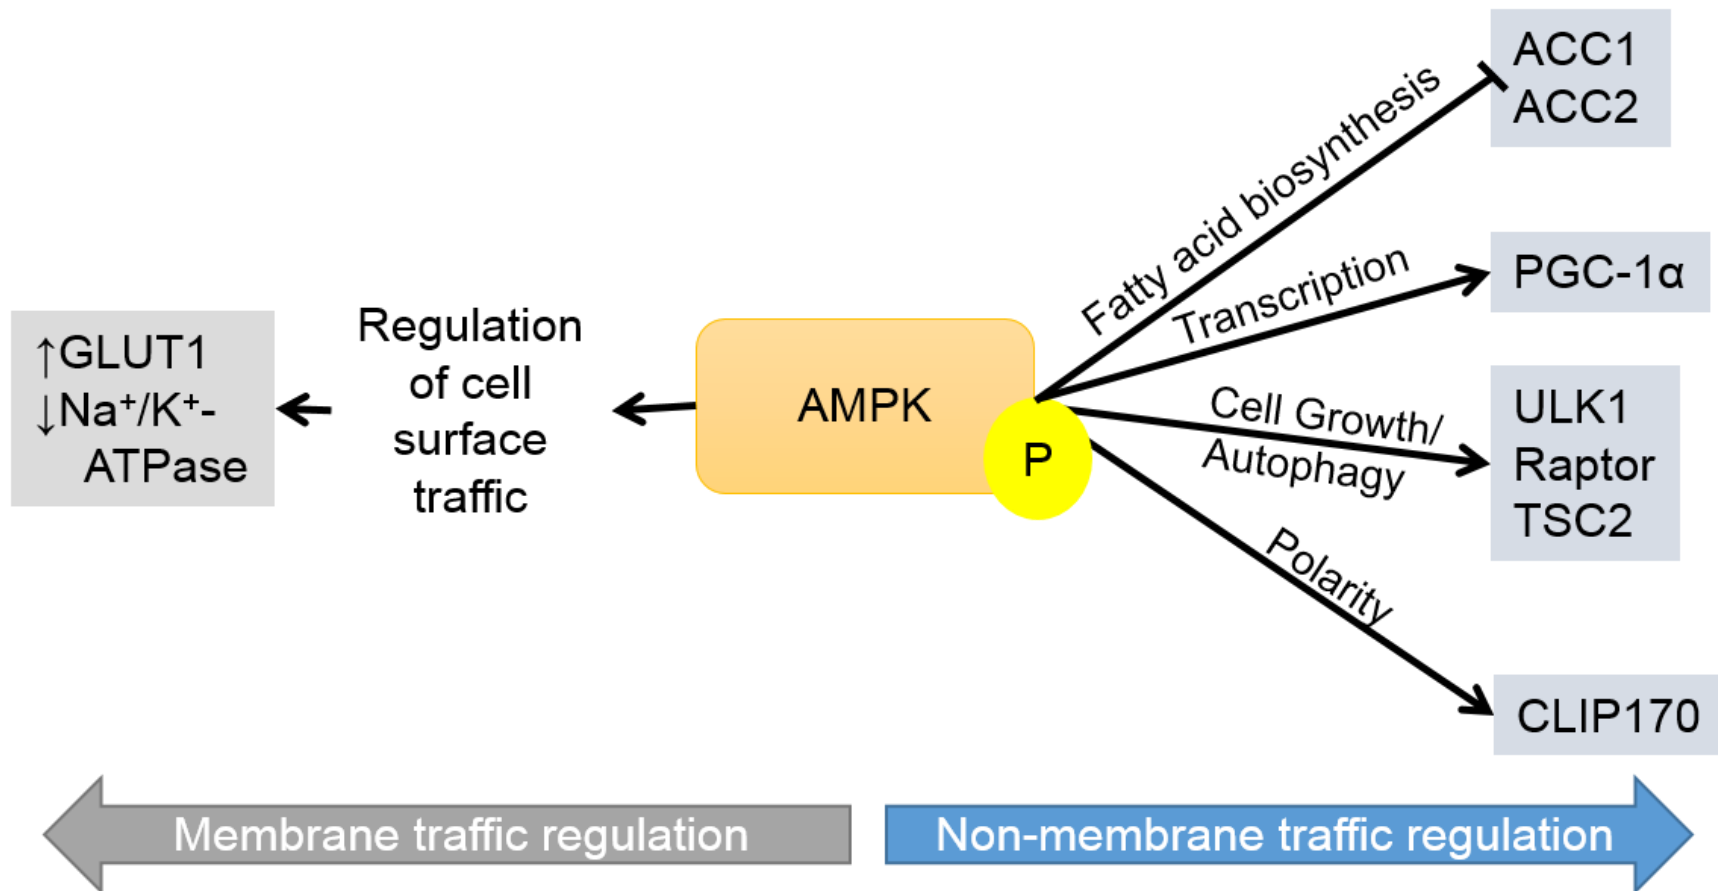 ↑GLUT1
↓Na⁺/K⁺-
ATPase
Regulation
of cell
surface
traffic
AMPK
P
Fatty acid biosynthesis
Transcription
Cell Growth/
Autophagy
Polarity
ACC1
ACC2
PGC-1α
ULK1
Raptor
TSC2
CLIP170
Membrane traffic regulation
Non-membrane traffic regulation